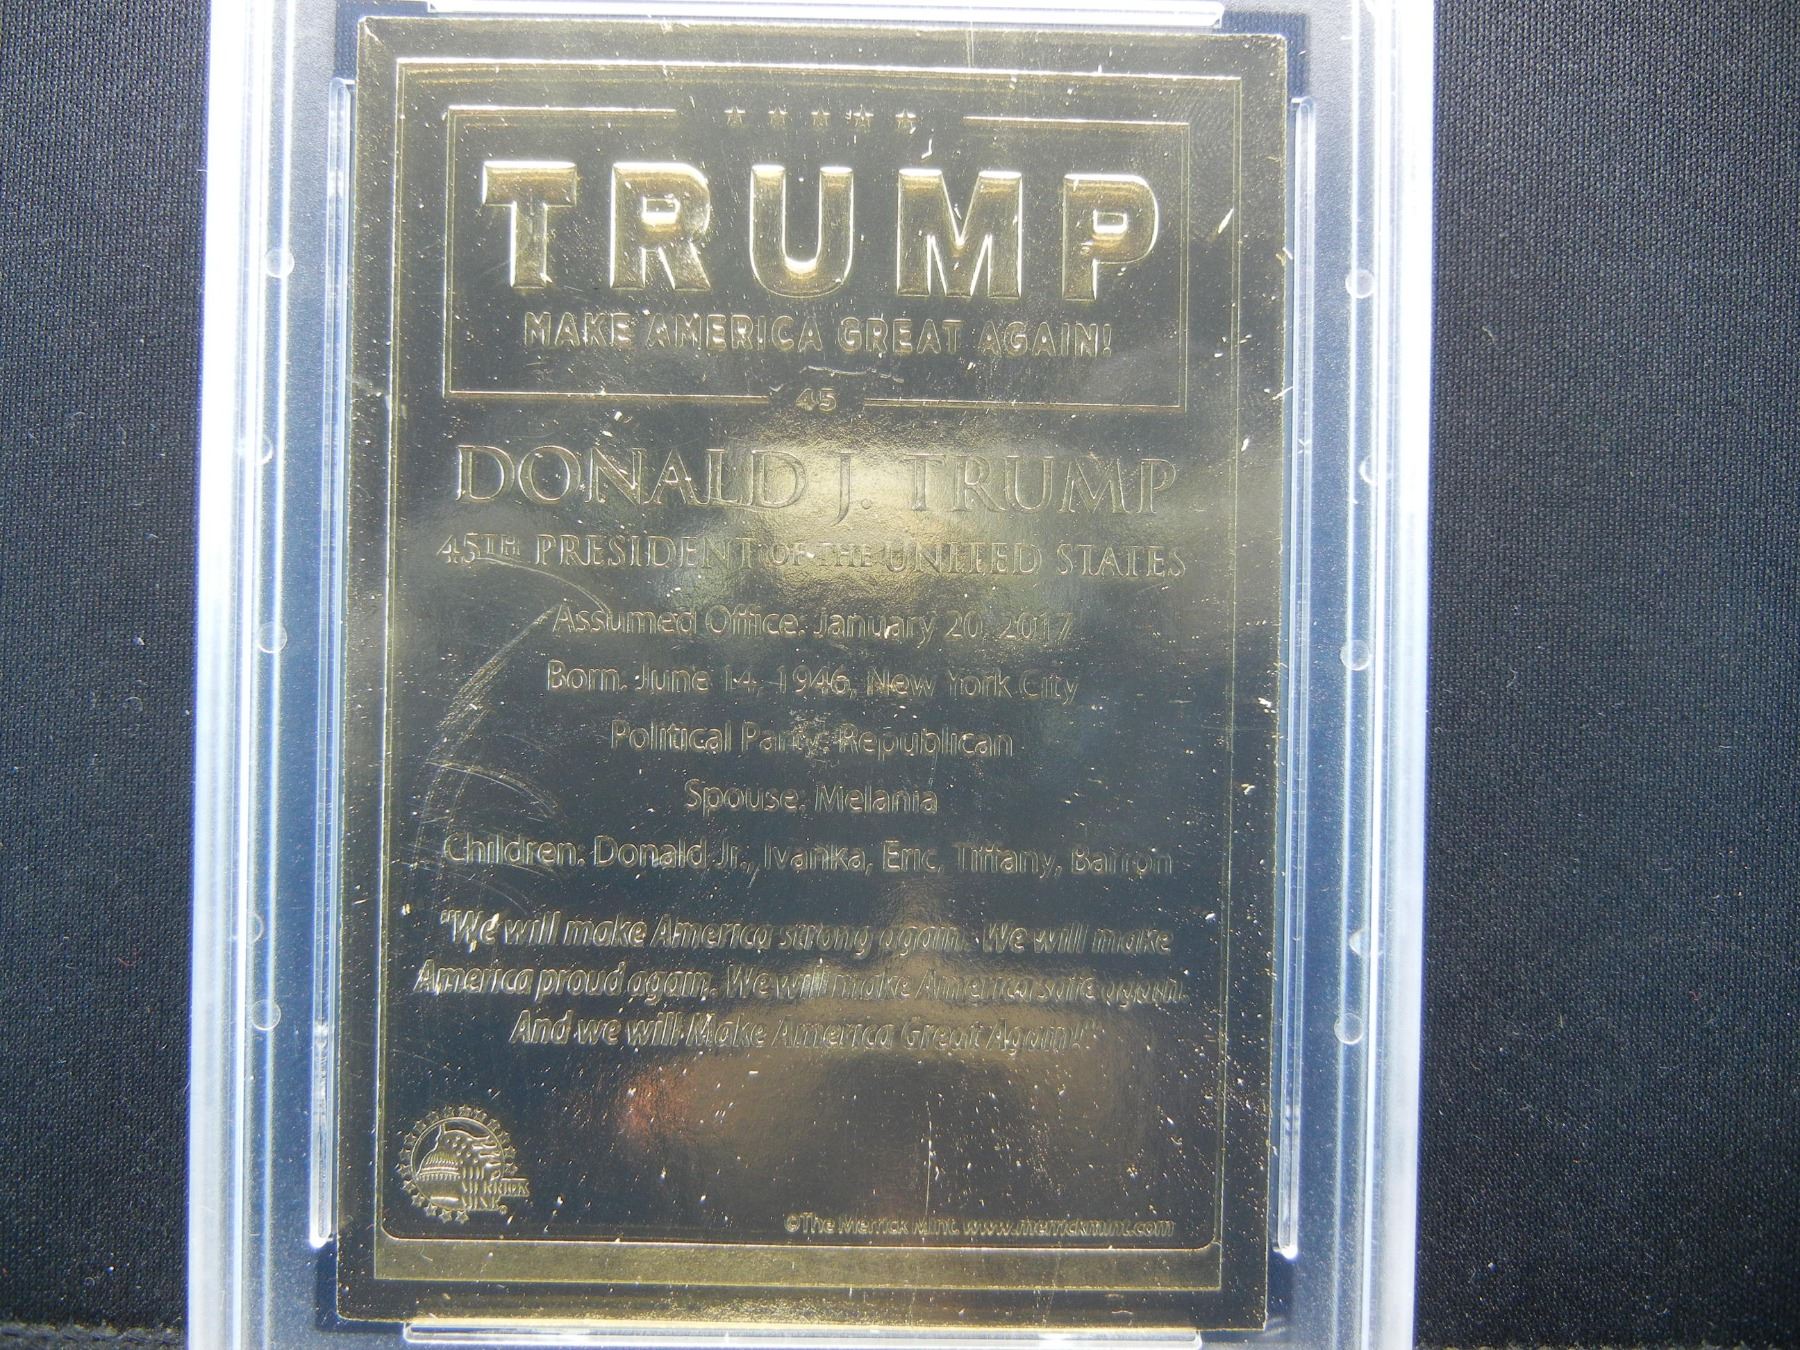 TRUMP
MAKE AMERICA GREAT AGAIN!
45
DONALD J. TRUMP
45TH PRESIDENT OF THE UNITED STATES
Assumed Office: January 20, 2017
Born: June 14, 1946, New York City
Political Party: Republican
Spouse: Melania
Children: Donald Jr., Ivanka, Eric, Tiffany, Barron
"We will make America strong again. We will make
America proud again. We will make America safe again.
And we will Make America Great Again!"
MERRICK
MINT
©The Merrick Mint. www.merrickmint.com